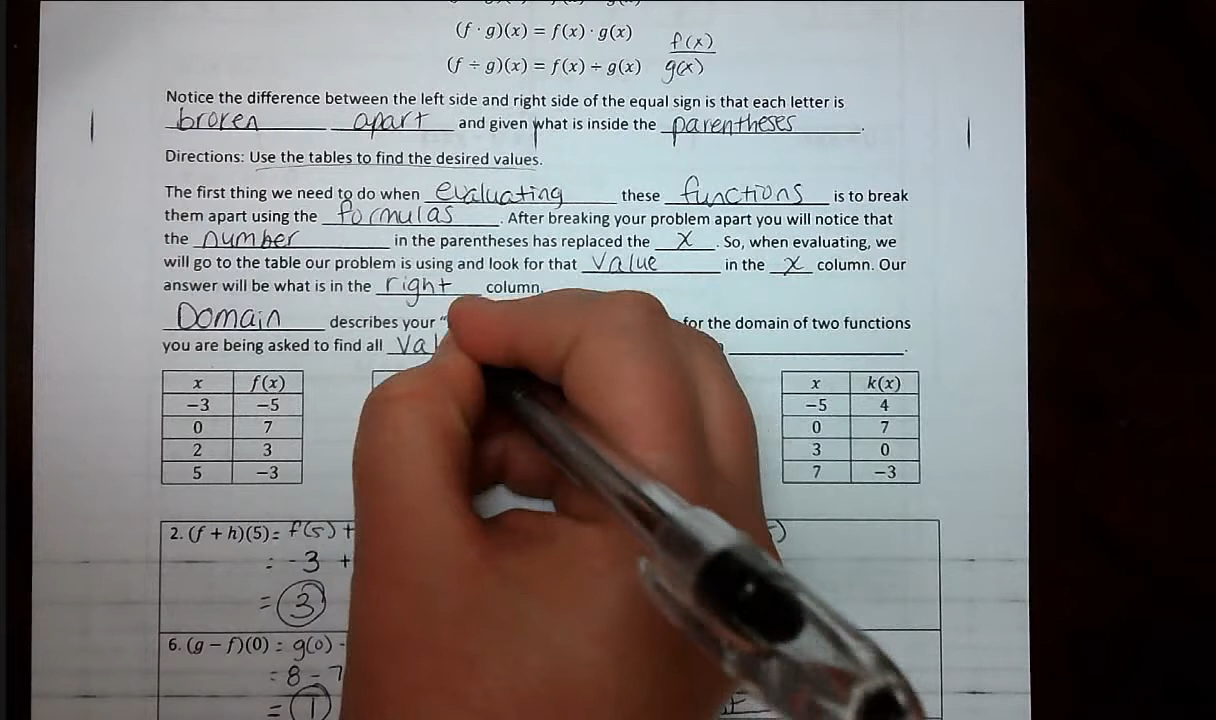 (f · g)(x) = f(x) · g(x)
(f ÷ g)(x) = f(x) ÷ g(x) f(x)/g(x)
Notice the difference between the left side and right side of the equal sign is that each letter is
broken apart and given what is inside the parentheses.
Directions: Use the tables to find the desired values.
The first thing we need to do when evaluating these functions is to break
them apart using the formulas. After breaking your problem apart you will notice that
the number in the parentheses has replaced the x. So, when evaluating, we
will go to the table our problem is using and look for that value in the x column. Our
answer will be what is in the right column.
Domain describes your " for the domain of two functions
you are being asked to find all Val
x f(x) x k(x)
-3 -5 -5 4
0 7 0 7
2 3 3 0
5 -3 7 -3
2. (f + h)(5) = f(5) +
= -3 +
= 3
6. (g − f)(0) = g(0) -
= 8 - 7
= 1